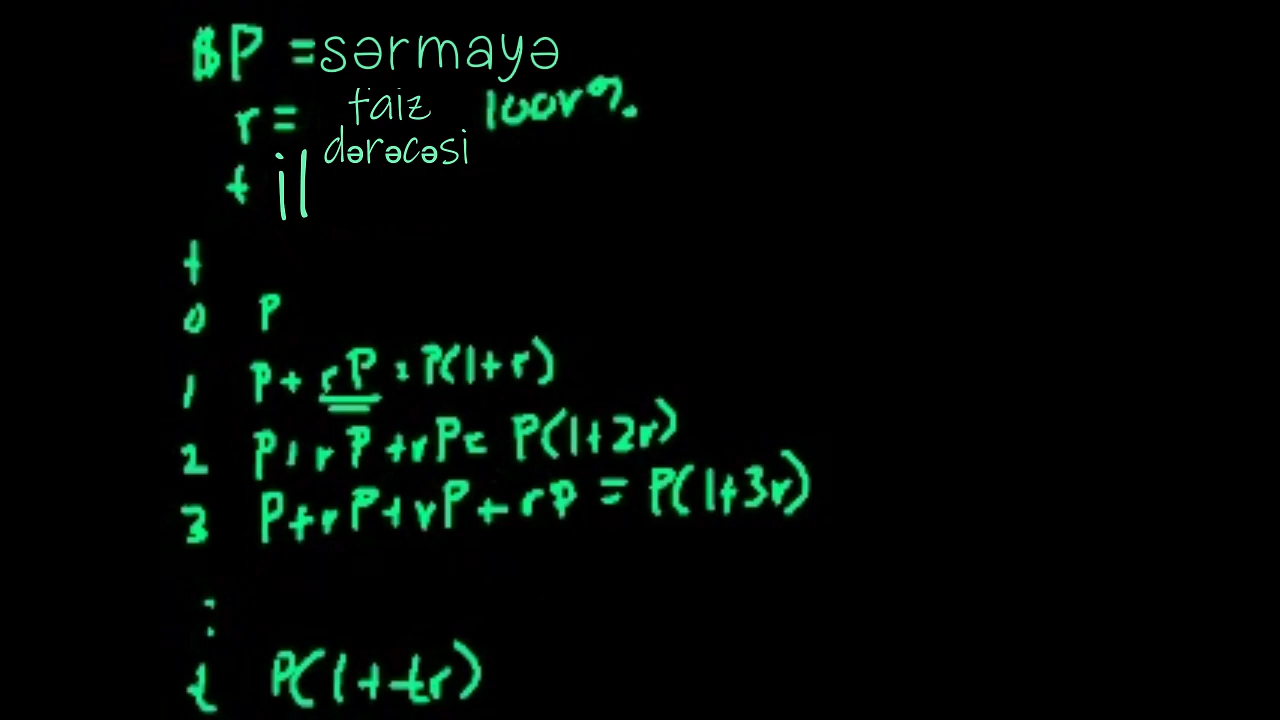 $P = sərmayə
r = faiz dərəcəsi 100r%
t il
t
0 P
1 P + rP = P(1+r)
2 P + rP + rP = P(1+2r)
3 P + rP + rP + rP = P(1+3r)
:
t P(1+tr)